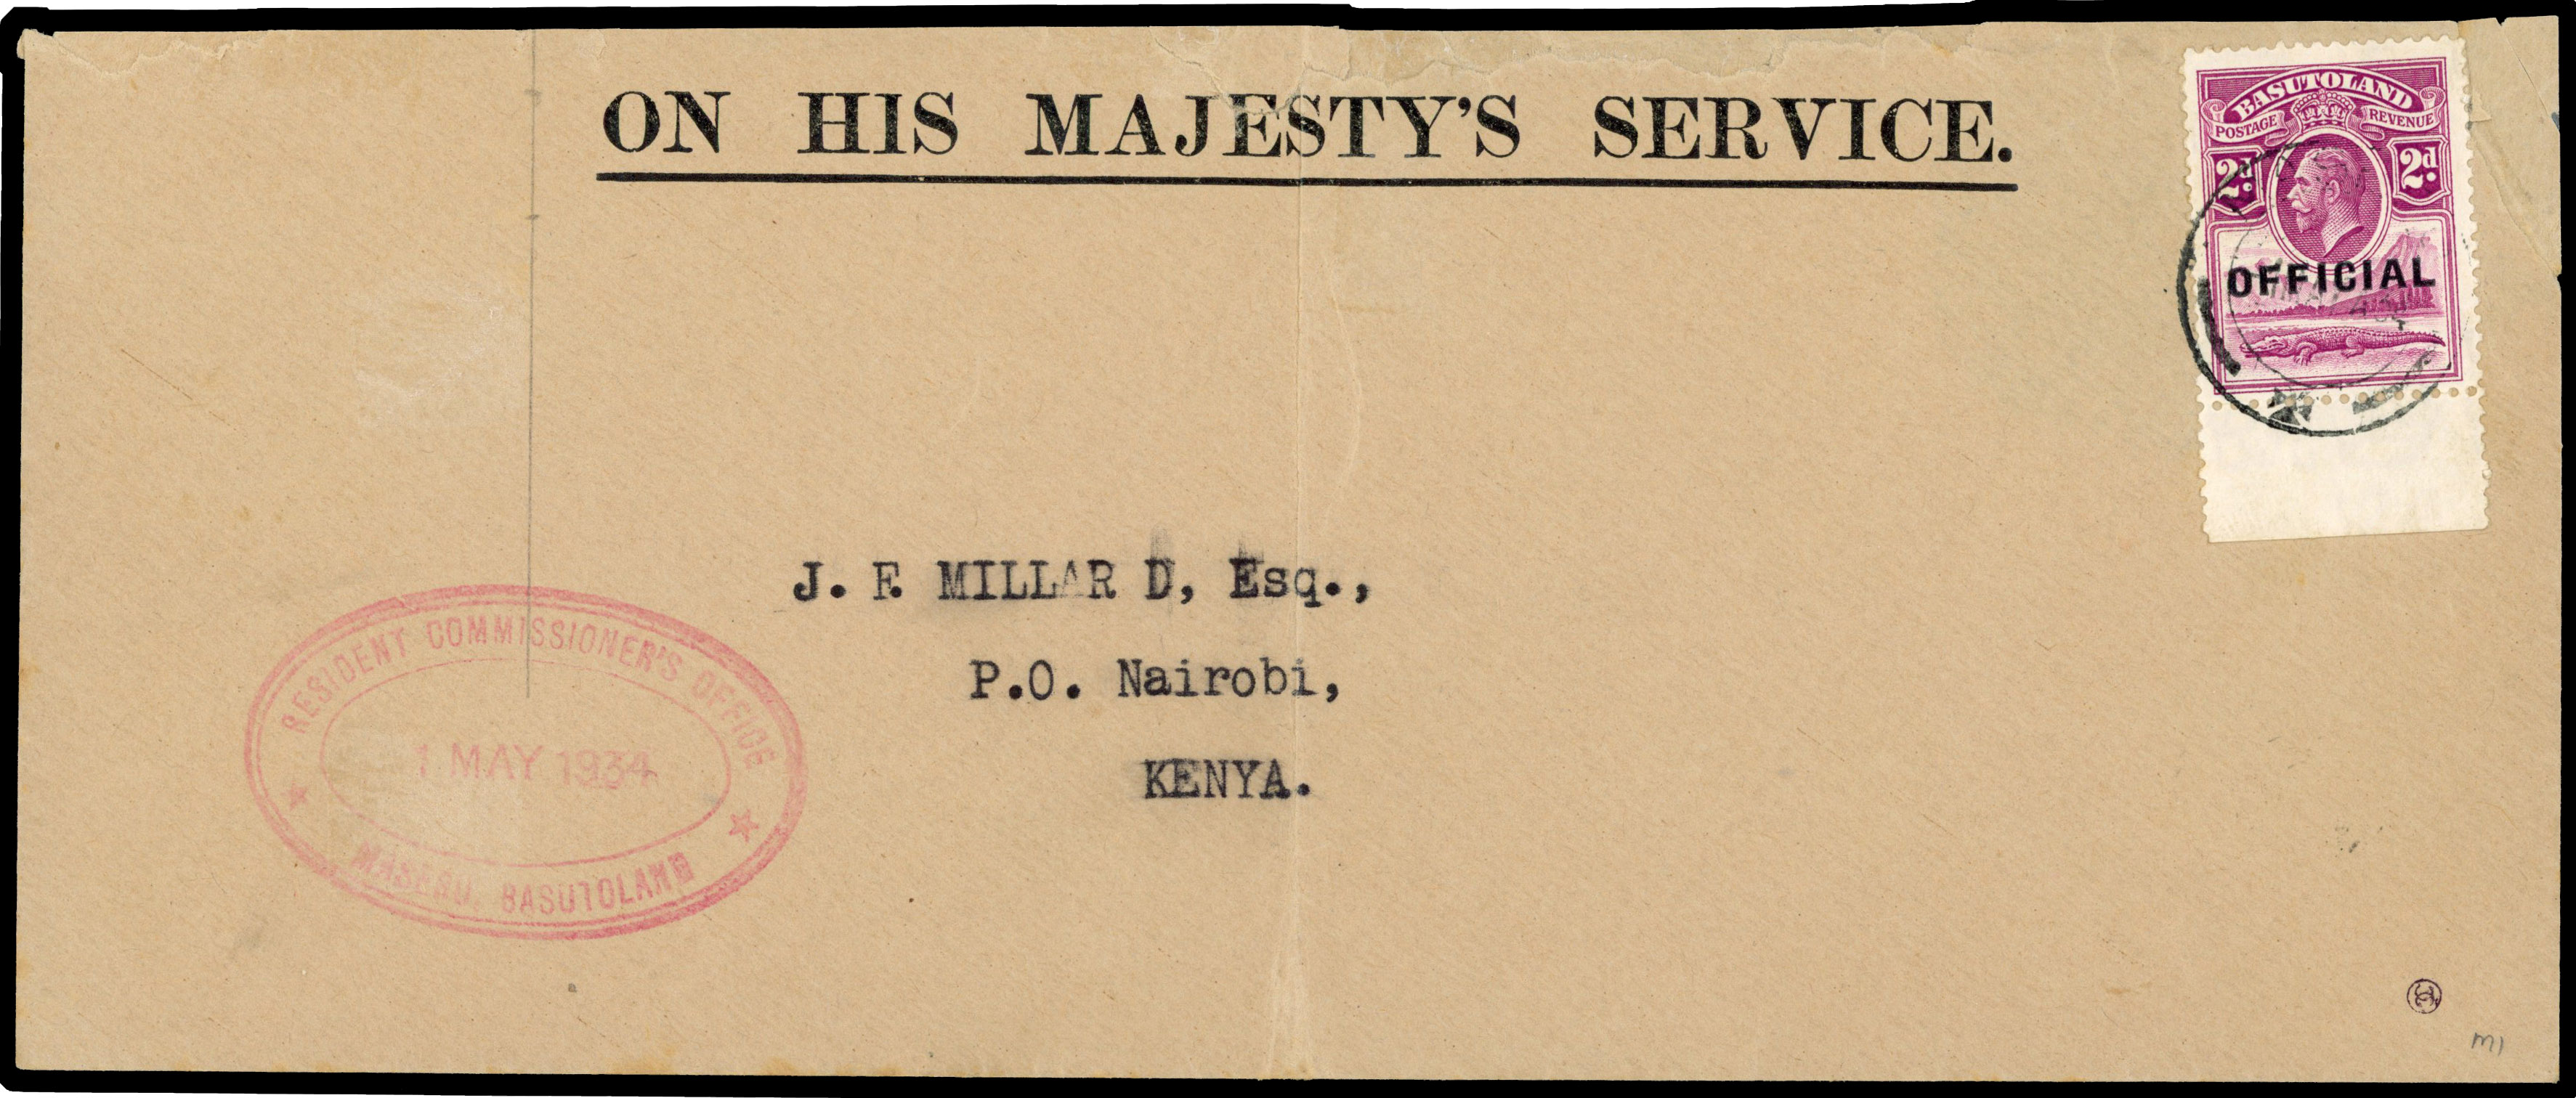 ON HIS MAJESTY'S SERVICE.
BASUTOLAND
POSTAGE REVENUE
2d. 2d.
OFFICIAL
J. F. MILLAR D, Esq.,
P.O. Nairobi,
KENYA.
RESIDENT COMMISSIONER'S OFFICE
1 MAY 1934
MASERU, BASUTOLAND